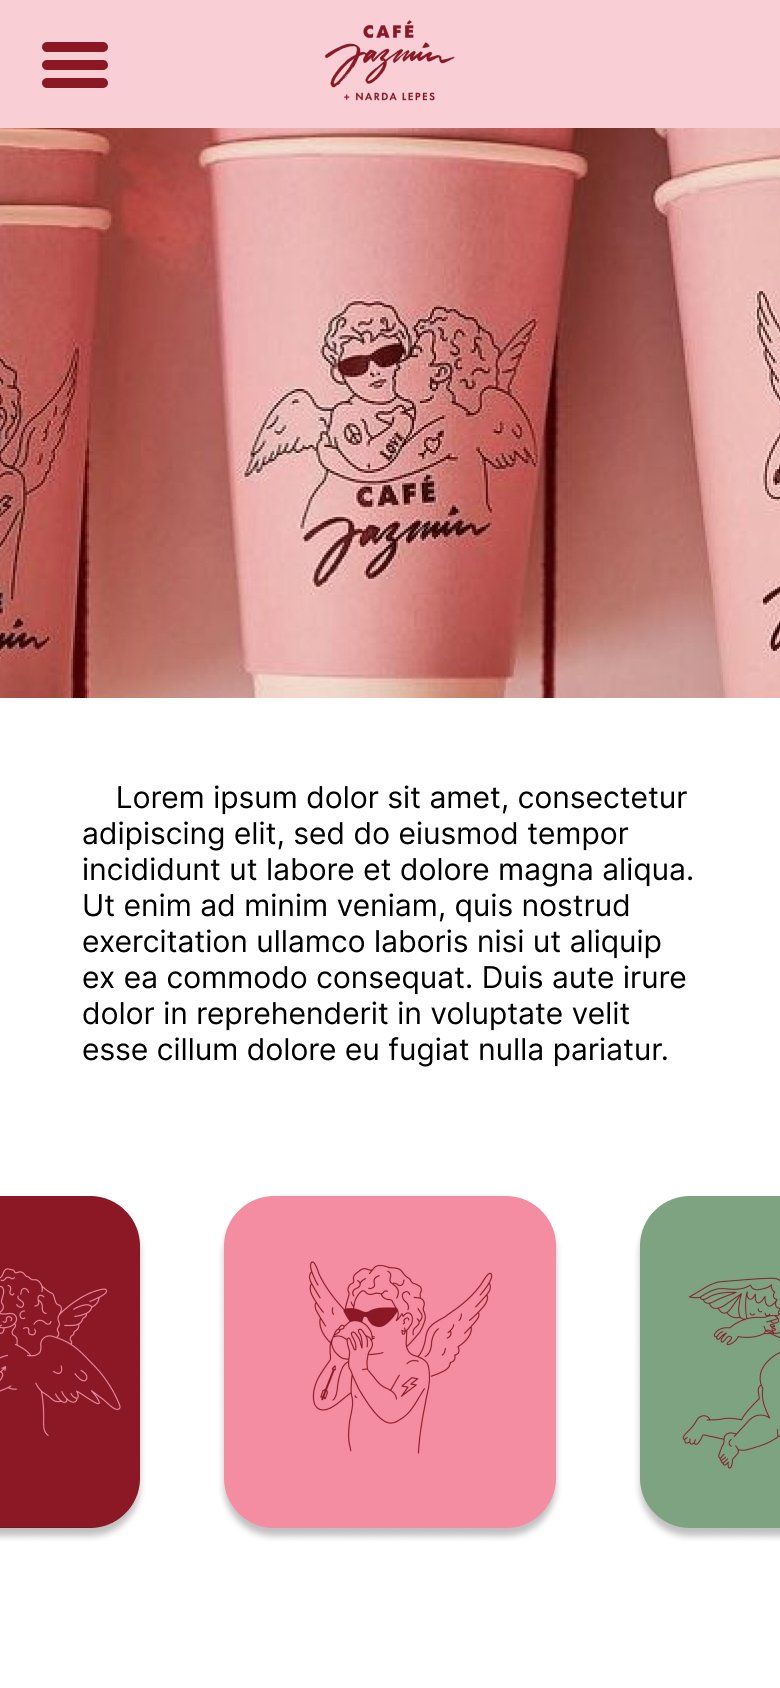 CAFÉ
Jazmin
+ NARDA LEPES
LOVE
CAFÉ
Jazmin
Lorem ipsum dolor sit amet, consectetur
adipiscing elit, sed do eiusmod tempor
incididunt ut labore et dolore magna aliqua.
Ut enim ad minim veniam, quis nostrud
exercitation ullamco laboris nisi ut aliquip
ex ea commodo consequat. Duis aute irure
dolor in reprehenderit in voluptate velit
esse cillum dolore eu fugiat nulla pariatur.